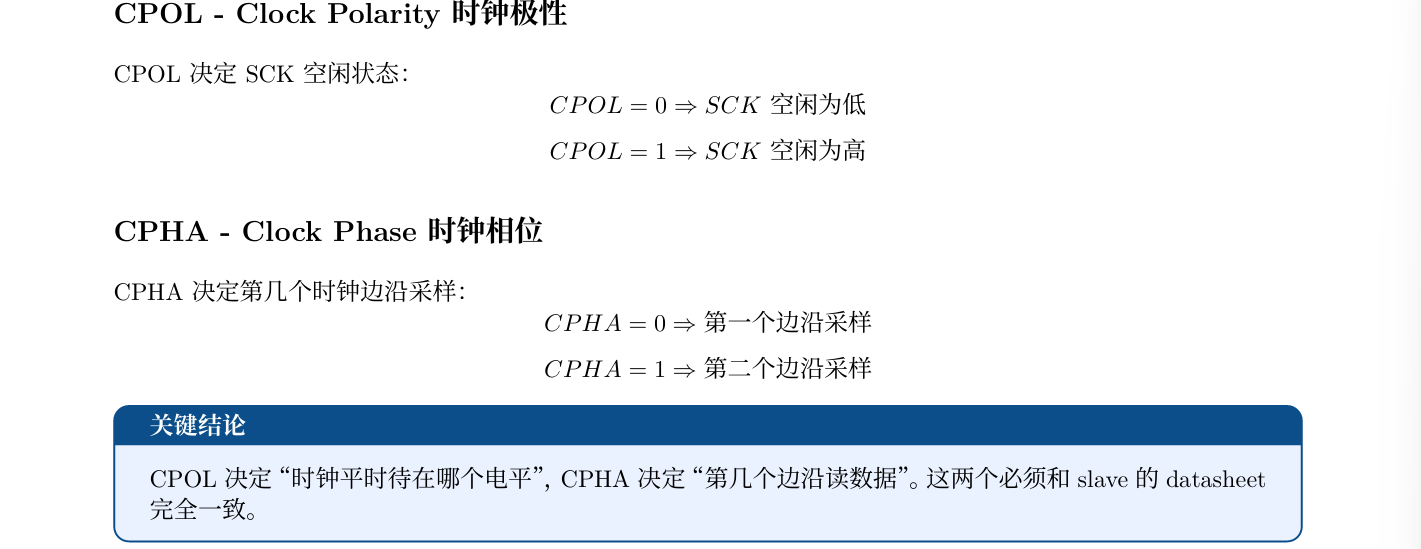 CPOL - Clock Polarity 时钟极性
CPOL 决定 SCK 空闲状态：
CPOL = 0 ⇒ SCK 空闲为低
CPOL = 1 ⇒ SCK 空闲为高
CPHA - Clock Phase 时钟相位
CPHA 决定第几个时钟边沿采样：
CPHA = 0 ⇒ 第一个边沿采样
CPHA = 1 ⇒ 第二个边沿采样
关键结论
CPOL 决定 “时钟平时待在哪个电平”，CPHA 决定 “第几个边沿读数据”。这两个必须和 slave 的 datasheet
完全一致。